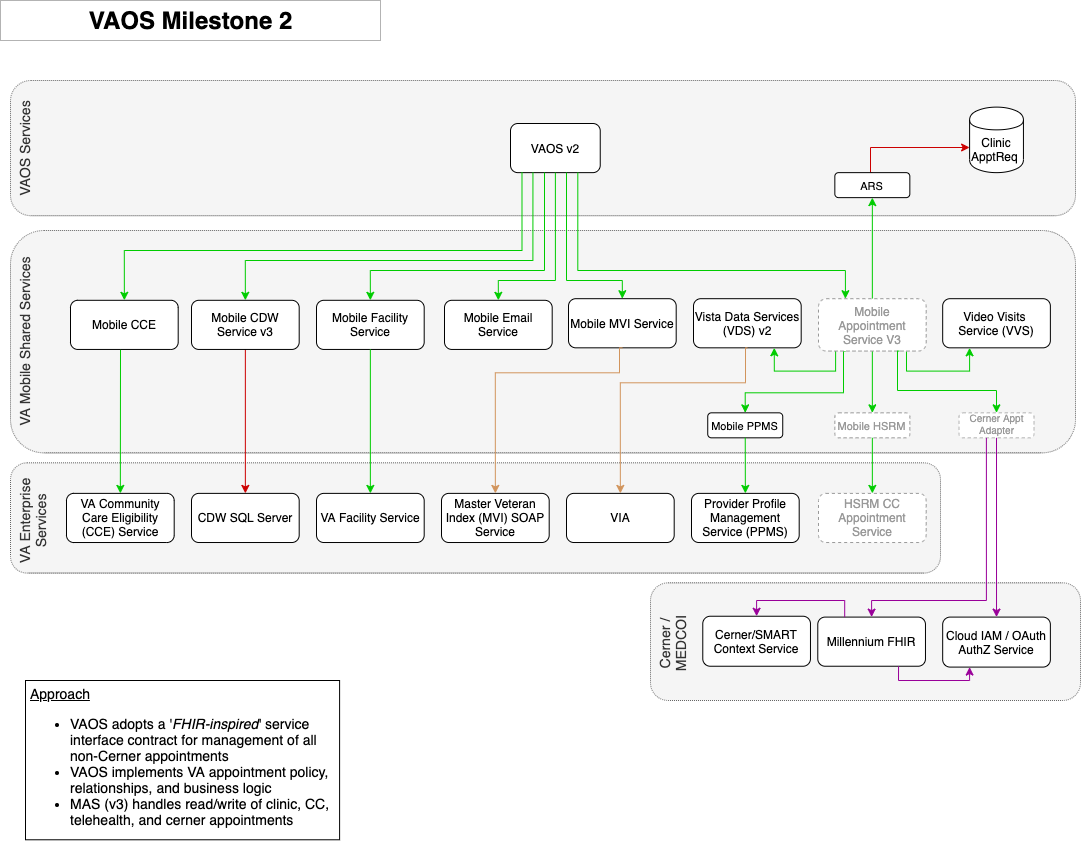 VAOS Milestone 2
VAOS Services
VAOS v2
Clinic
ApptReq
ARS
VA Mobile Shared Services
Mobile CCE
Mobile CDW
Service v3
Mobile Facility
Service
Mobile Email
Service
Mobile MVI Service
Vista Data Services
(VDS) v2
Mobile
Appointment
Service V3
Video Visits
Service (VVS)
Mobile PPMS
Mobile HSRM
Cerner Appt
Adapter
VA Enterprise
Services
VA Community
Care Eligibility
(CCE) Service
CDW SQL Server
VA Facility Service
Master Veteran
Index (MVI) SOAP
Service
VIA
Provider Profile
Management
Service (PPMS)
HSRM CC
Appointment
Service
Cerner /
MEDCOI
Cerner/SMART
Context Service
Millennium FHIR
Cloud IAM / OAuth
AuthZ Service
Approach
• VAOS adopts a 'FHIR-inspired' service
interface contract for management of all
non-Cerner appointments
• VAOS implements VA appointment policy,
relationships, and business logic
• MAS (v3) handles read/write of clinic, CC,
telehealth, and cerner appointments